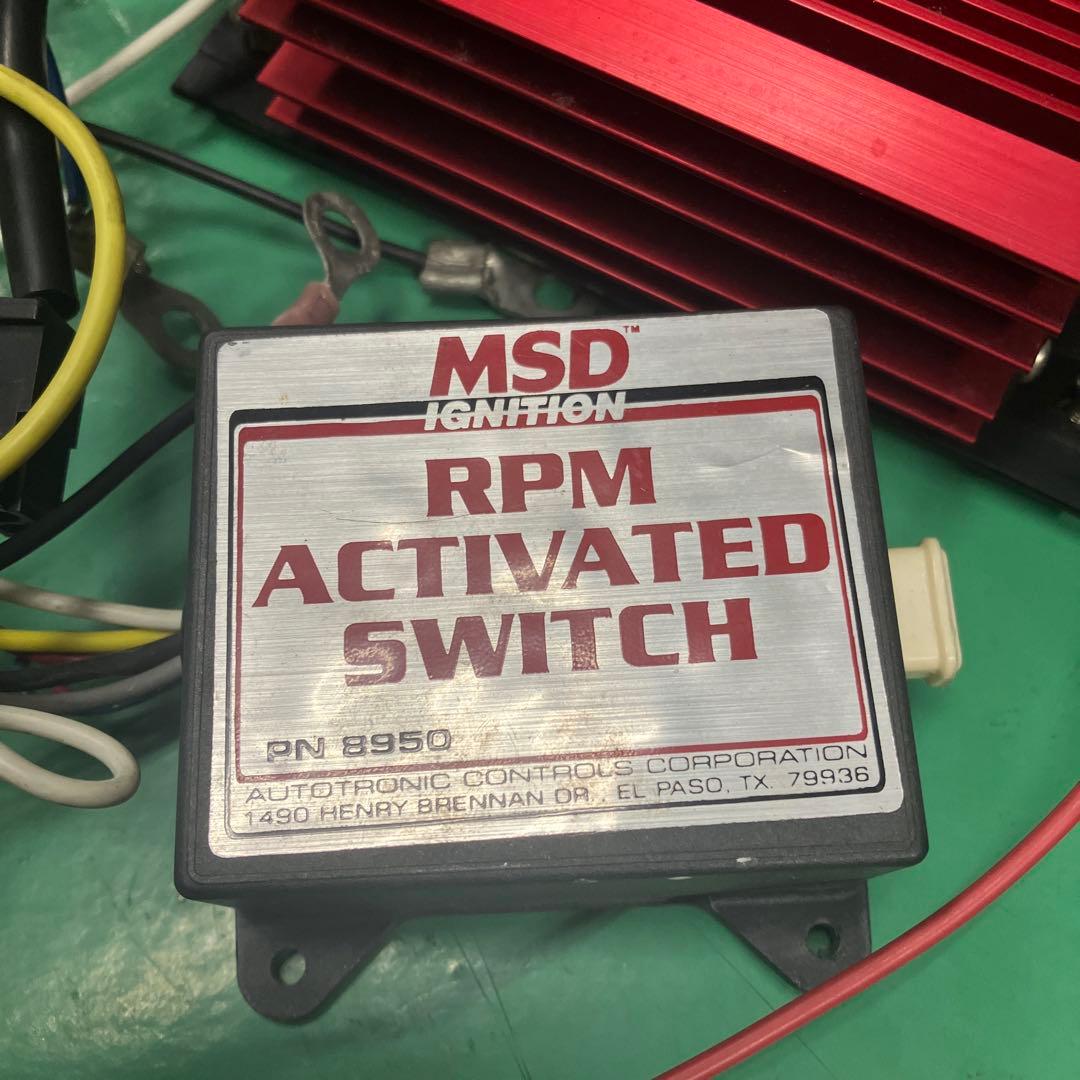 MSD™
IGNITION
RPM
ACTIVATED
SWITCH
PN 8950
AUTOTRONIC CONTROLS CORPORATION
1490 HENRY BRENNAN DR., EL PASO, TX. 79936